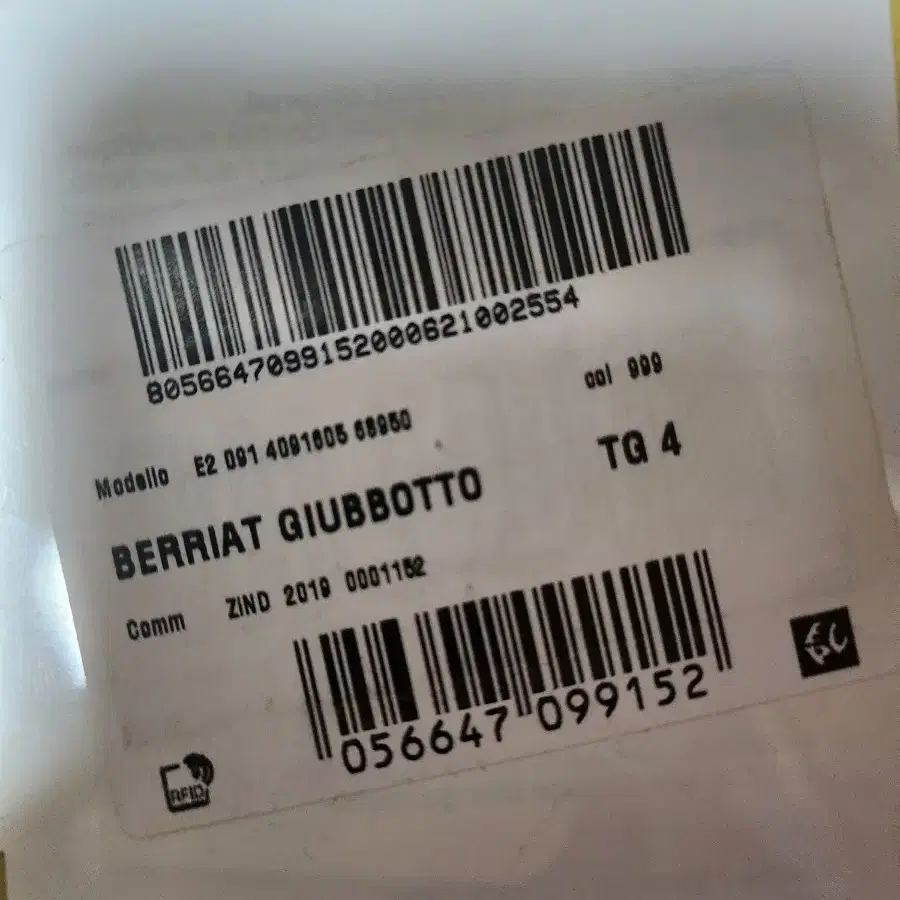 8056647099152000621002554
col 999
Modello E2 091 4091605 68950
TG 4
BERRIAT GIUBBOTTO
Comm ZIND 2019 0001152
056647 099152
RFID